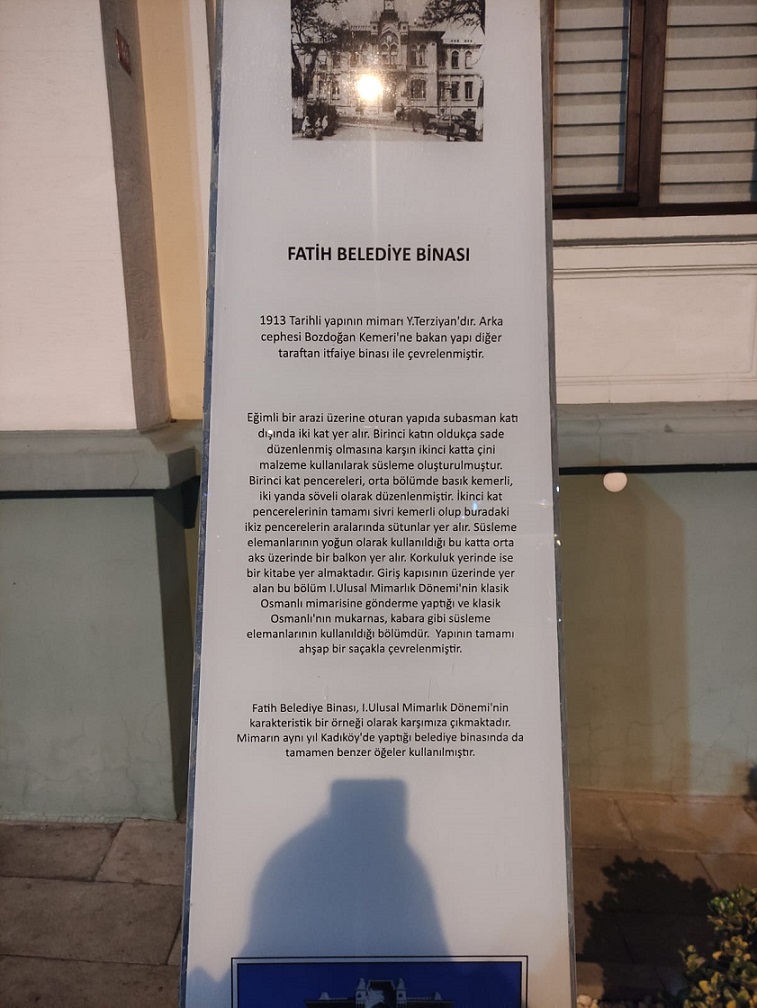 FATİH BELEDİYE BİNASI
1913 Tarihli yapının mimarı Y.Terziyan'dır. Arka
cephesi Bozdoğan Kemeri'ne bakan yapı diğer
taraftan itfaiye binası ile çevrelenmiştir.
Eğimli bir arazi üzerine oturan yapıda subasman katı
dışında iki kat yer alır. Birinci katın oldukça sade
düzenlenmiş olmasına karşın ikinci katta çini
malzeme kullanılarak süsleme oluşturulmuştur.
Birinci kat pencereleri, orta bölümde basık kemerli,
iki yanda söveli olarak düzenlenmiştir. İkinci kat
pencerelerinin tamamı sivri kemerli olup buradaki
ikiz pencerelerin aralarında sütunlar yer alır. Süsleme
elemanlarının yoğun olarak kullanıldığı bu katta orta
aks üzerinde bir balkon yer alır. Korkuluk yerinde ise
bir kitabe yer almaktadır. Giriş kapısının üzerinde yer
alan bu bölüm I.Ulusal Mimarlık Dönemi'nin klasik
Osmanlı mimarisine gönderme yaptığı ve klasik
Osmanlı'nın mukarnas, kabara gibi süsleme
elemanlarının kullanıldığı bölümdür. Yapının tamamı
ahşap bir saçakla çevrelenmiştir.
Fatih Belediye Binası, I.Ulusal Mimarlık Dönemi'nin
karakteristik bir örneği olarak karşımıza çıkmaktadır.
Mimarın aynı yıl Kadıköy'de yaptığı belediye binasında da
tamamen benzer öğeler kullanılmıştır.